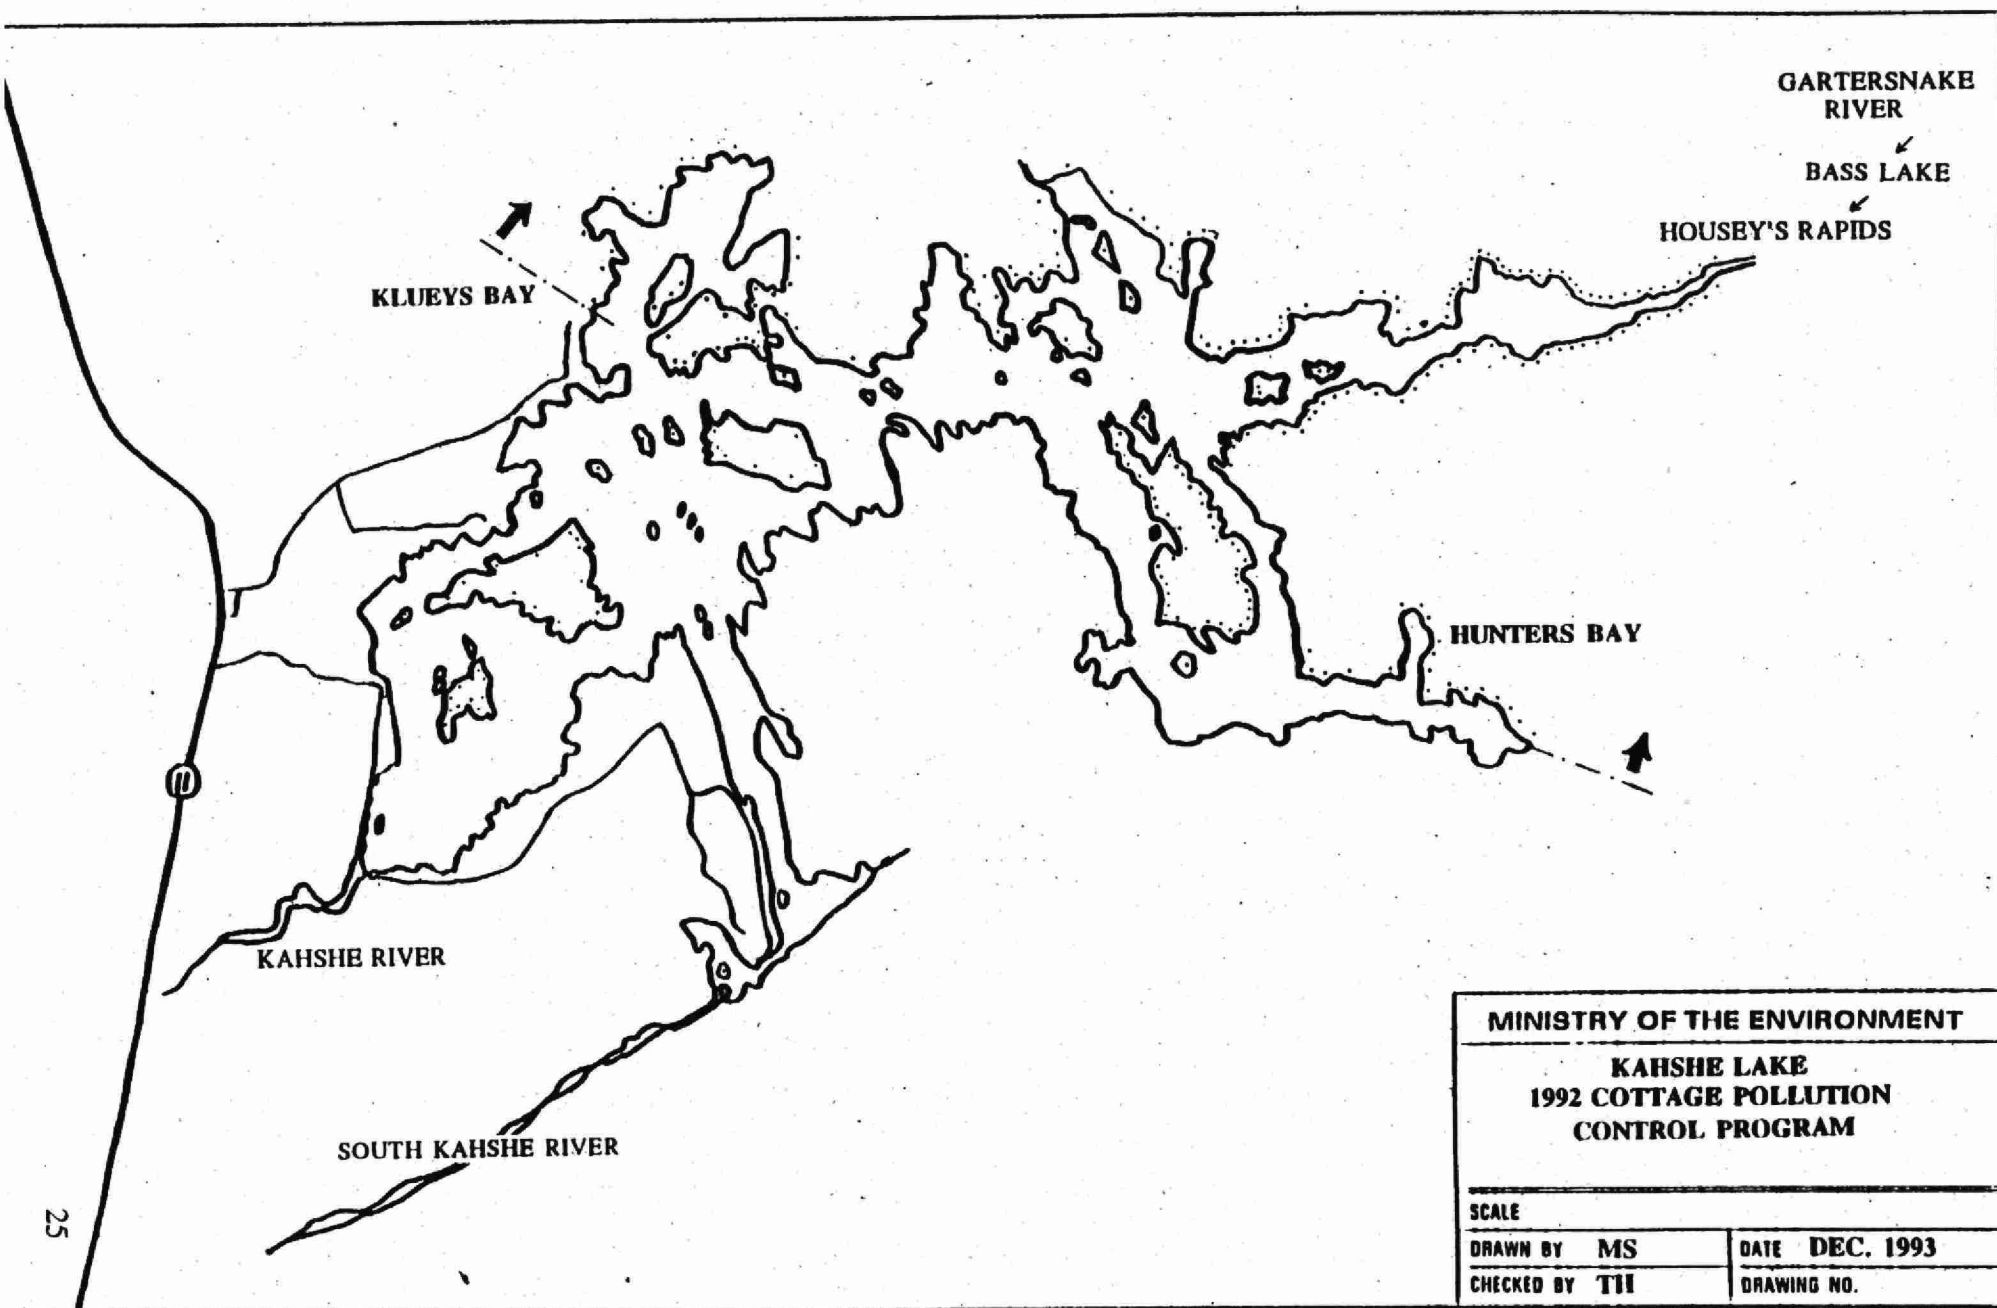 GARTERSNAKE
RIVER
BASS LAKE
HOUSEY'S RAPIDS
KLUEYS BAY
HUNTERS BAY
11
KAHSHE RIVER
SOUTH KAHSHE RIVER
25
MINISTRY OF THE ENVIRONMENT
KAHSHE LAKE
1992 COTTAGE POLLUTION
CONTROL PROGRAM
SCALE
DRAWN BY MS
DATE DEC. 1993
CHECKED BY TH
DRAWING NO.